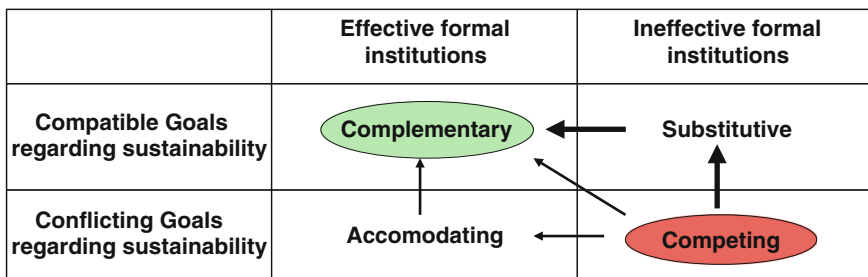 Effective formal
institutions
Ineffective formal
institutions
Compatible Goals
regarding sustainability
Complementary
Substitutive
Conflicting Goals
regarding sustainability
Accomodating
Competing